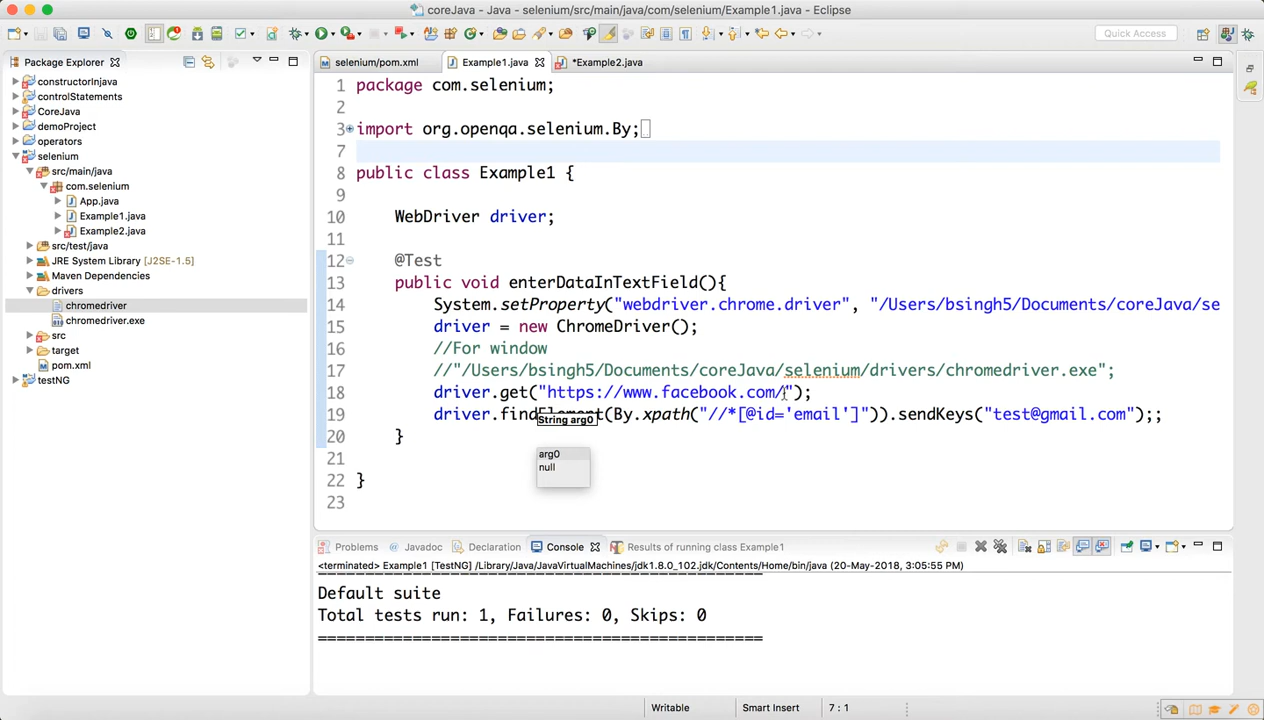 coreJava - Java - selenium/src/main/java/com/selenium/Example1.java - Eclipse
Quick Access
Package Explorer
constructorInjava
controlStatements
CoreJava
demoProject
operators
selenium
src/main/java
com.selenium
App.java
Example1.java
Example2.java
src/test/java
JRE System Library [J2SE-1.5]
Maven Dependencies
drivers
chromedriver
chromedriver.exe
src
target
pom.xml
testNG
selenium/pom.xml Example1.java *Example2.java
1 package com.selenium;
2
3 import org.openqa.selenium.By;
7
8 public class Example1 {
9
10 WebDriver driver;
11
12 @Test
13 public void enterDataInTextField(){
14 System.setProperty("webdriver.chrome.driver", "/Users/bsingh5/Documents/coreJava/se
15 driver = new ChromeDriver();
16 //For window
17 //"/Users/bsingh5/Documents/coreJava/selenium/drivers/chromedriver.exe";
18 driver.get("https://www.facebook.com/");
19 driver.findElement(By.xpath("//*[@id='email']")).sendKeys("test@gmail.com");;
String arg0
20 }
arg0
null
21
22 }
23
Problems Javadoc Declaration Console Results of running class Example1
<terminated> Example1 [TestNG] /Library/Java/JavaVirtualMachines/jdk1.8.0_102.jdk/Contents/Home/bin/java (20-May-2018, 3:05:55 PM)
===============================================
Default suite
Total tests run: 1, Failures: 0, Skips: 0
===============================================
Writable Smart Insert 7 : 1